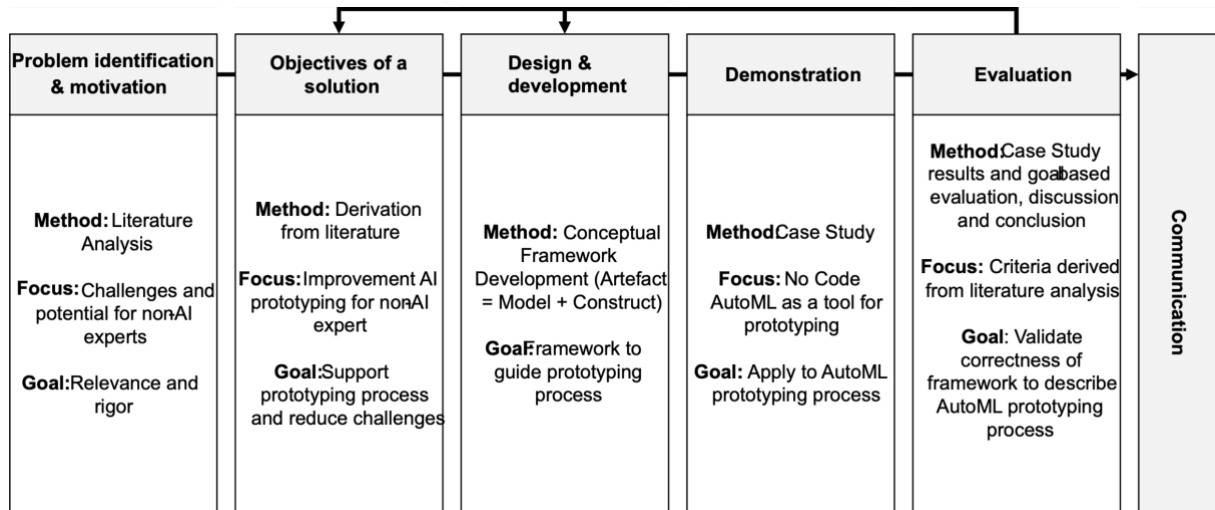 Problem identification
& motivation
Method: Literature
Analysis
Focus: Challenges and
potential for non-AI
experts
Goal:Relevance and
rigor
Objectives of a
solution
Method: Derivation
from literature
Focus:Improvement AI
prototyping for non-AI
expert
Goal:Support
prototyping process
and reduce challenges
Design &
development
Method: Conceptual
Framework
Development (Artefact
= Model + Construct)
Goal:Framework to
guide prototyping
process
Demonstration
Method:Case Study
Focus: No Code
AutoML as a tool for
prototyping
Goal: Apply to AutoML
prototyping process
Evaluation
Method:Case Study
results and goalbased
evaluation, discussion
and conclusion
Focus: Criteria derived
from literature analysis
Goal: Validate
correctness of
framework to describe
AutoML prototyping
process
Communication